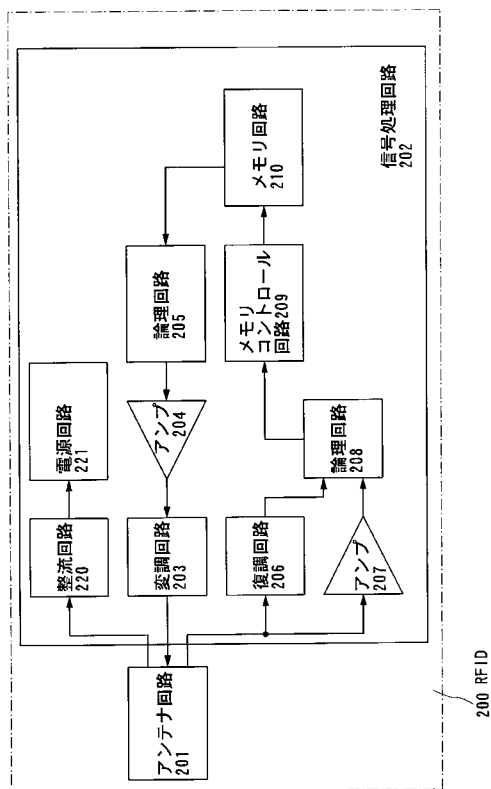 整流回路
220
電源回路
221
アンテナ回路
201
変調回路
203
アンプ
204
論理回路
205
復調回路
206
アンプ
207
論理回路
208
メモリ
コントロール
回路209
メモリ回路
210
信号処理回路
202
200 RFID